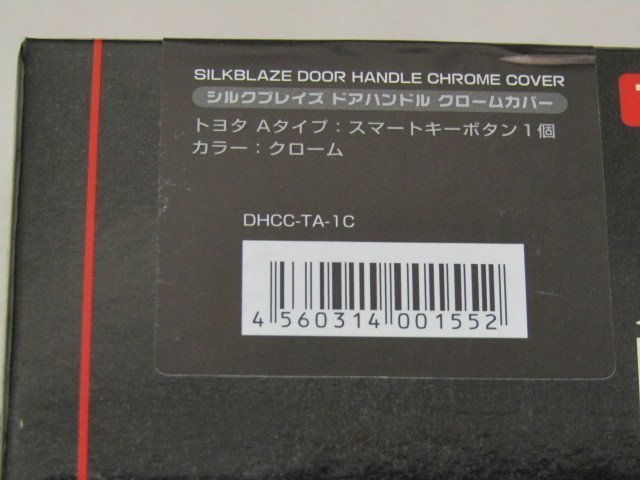 SILKBLAZE DOOR HANDLE CHROME COVER
シルクブレイズ ドアハンドル クロームカバー
トヨタ Aタイプ：スマートキーボタン1個
カラー：クローム
DHCC-TA-1C
4 560314 001552